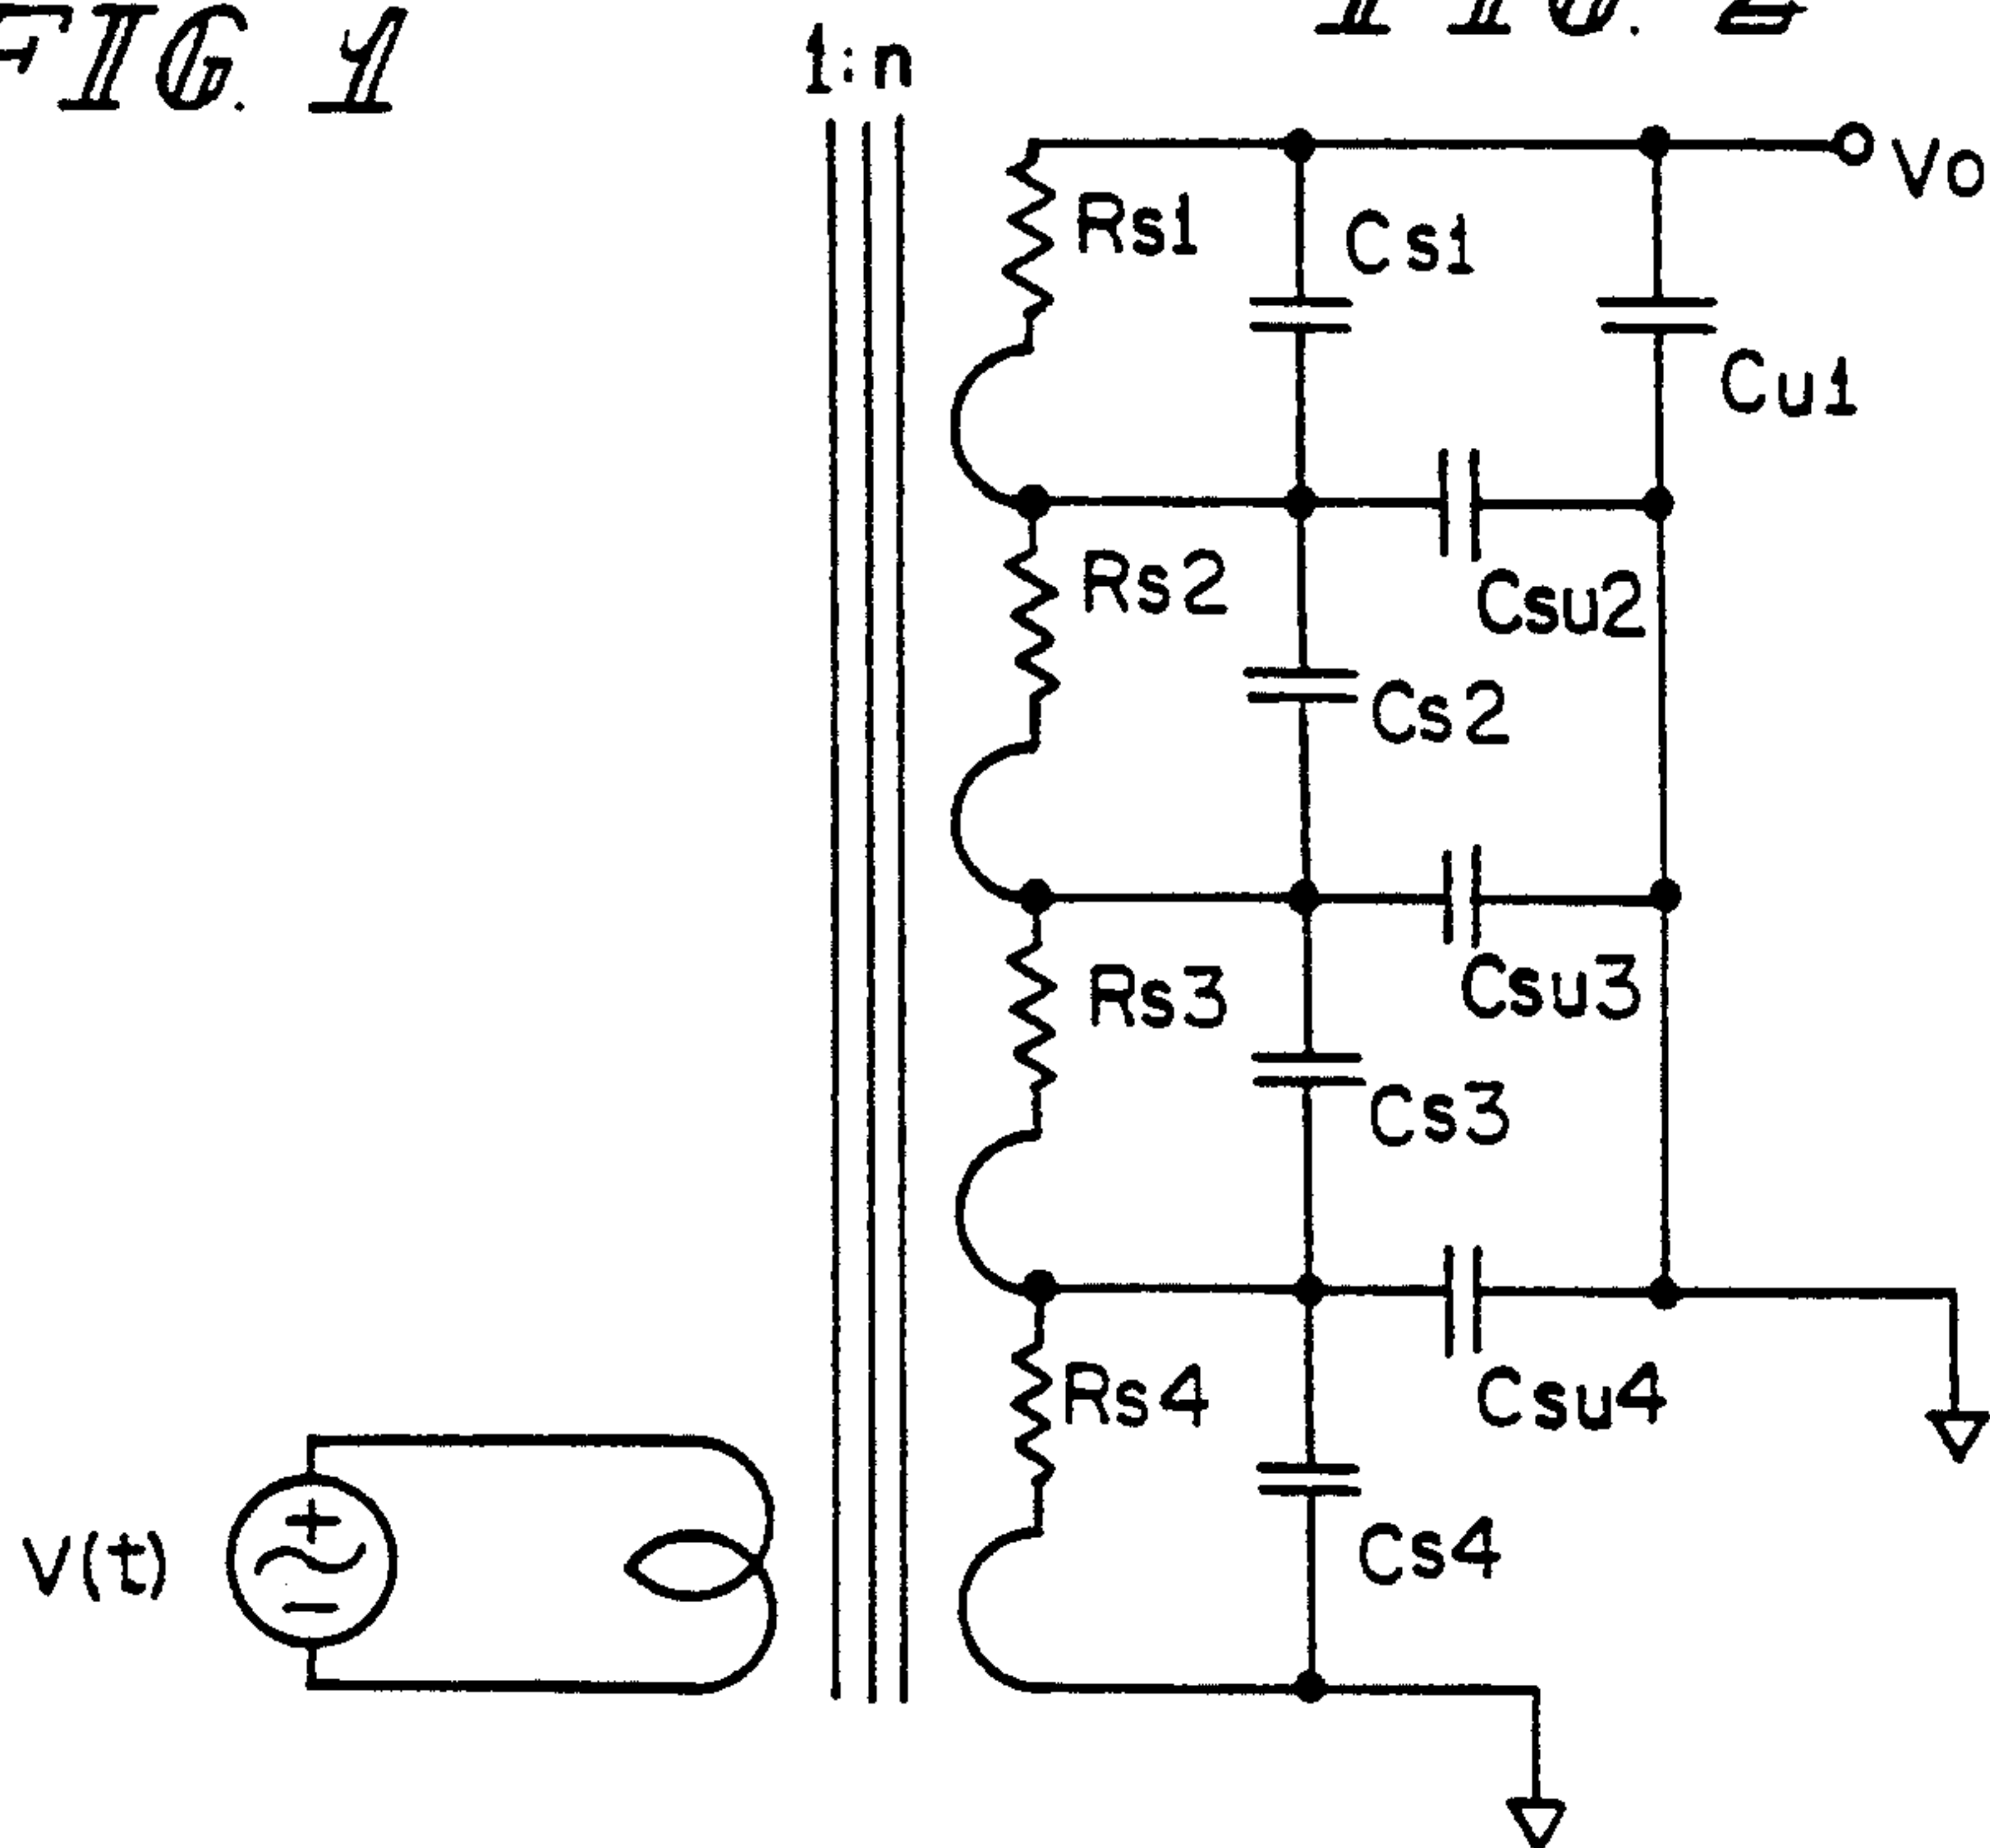 FIG. 1
1:n
Vo
Rs1
Cs1
Cu1
Rs2
Csu2
Cs2
Rs3
Csu3
Cs3
Rs4
Csu4
V(t)
Cs4